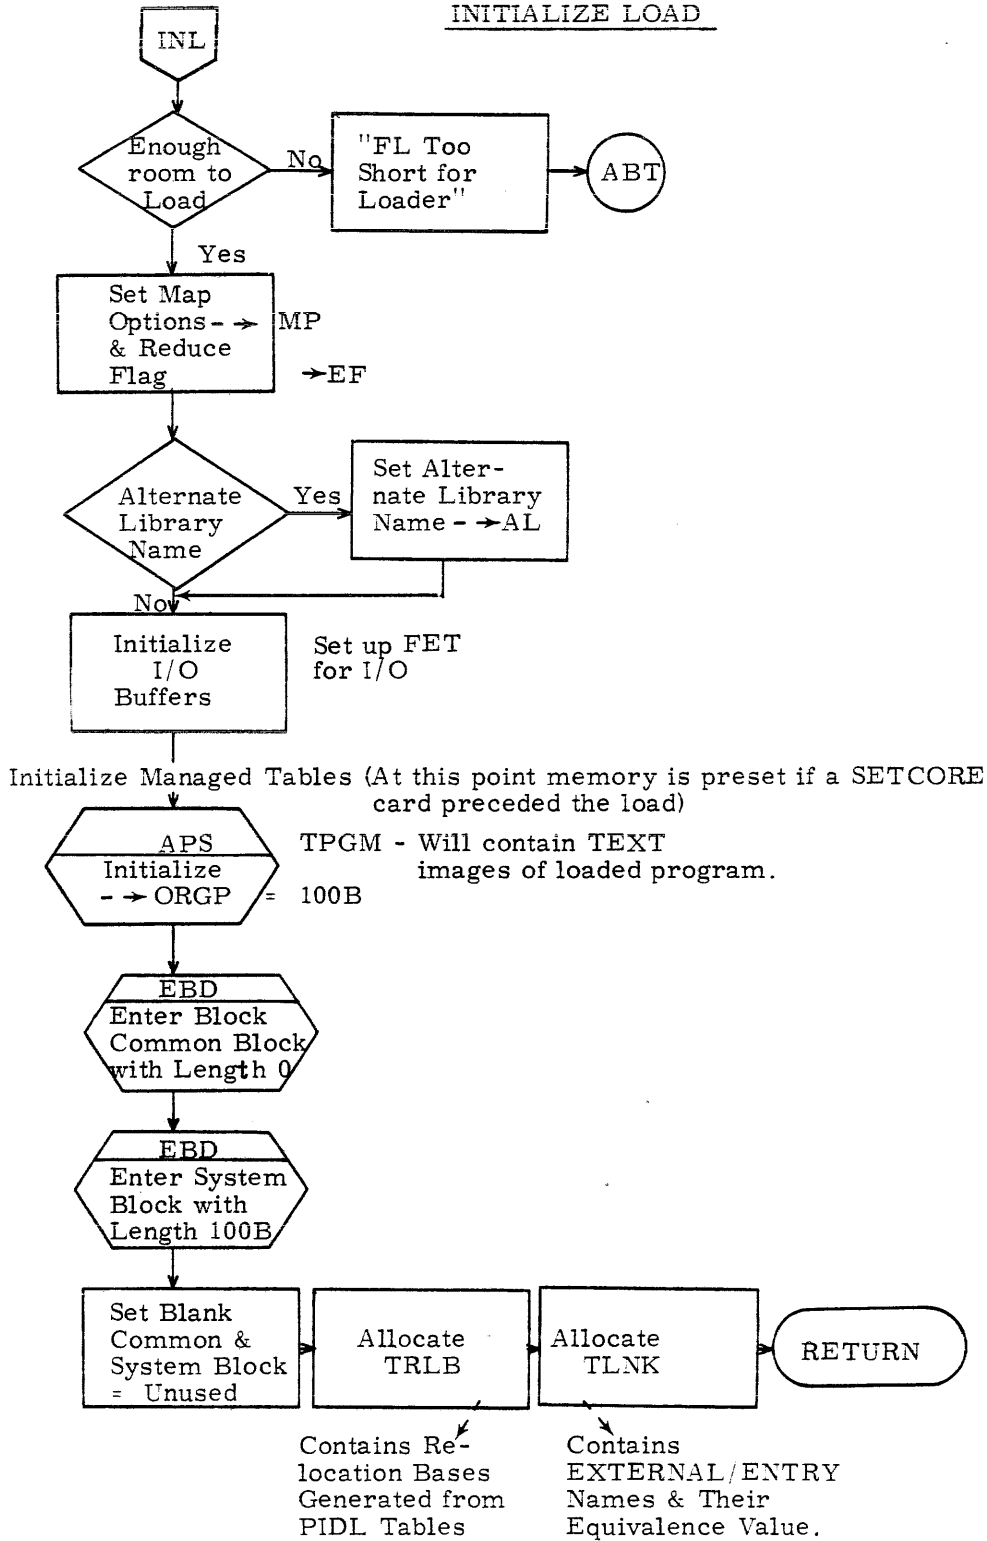 INITIALIZE LOAD
INL
Enough
room to
Load
No
"FL Too
Short for
Loader"
ABT
Yes
Set Map
Options - → MP
& Reduce
Flag → EF
Alternate
Library
Name
Yes
Set Alter-
nate Library
Name - → AL
No
Initialize
I/O
Buffers
Set up FET
for I/O
Initialize Managed Tables (At this point memory is preset if a SETCORE
card preceded the load)
APS
Initialize
- → ORGP = 100B
TPGM - Will contain TEXT
images of loaded program.
EBD
Enter Block
Common Block
with Length 0
EBD
Enter System
Block with
Length 100B
Set Blank
Common &
System Block
= Unused
Allocate
TRLB
Allocate
TLNK
RETURN
Contains Re-
location Bases
Generated from
PIDL Tables
Contains
EXTERNAL/ENTRY
Names & Their
Equivalence Value.